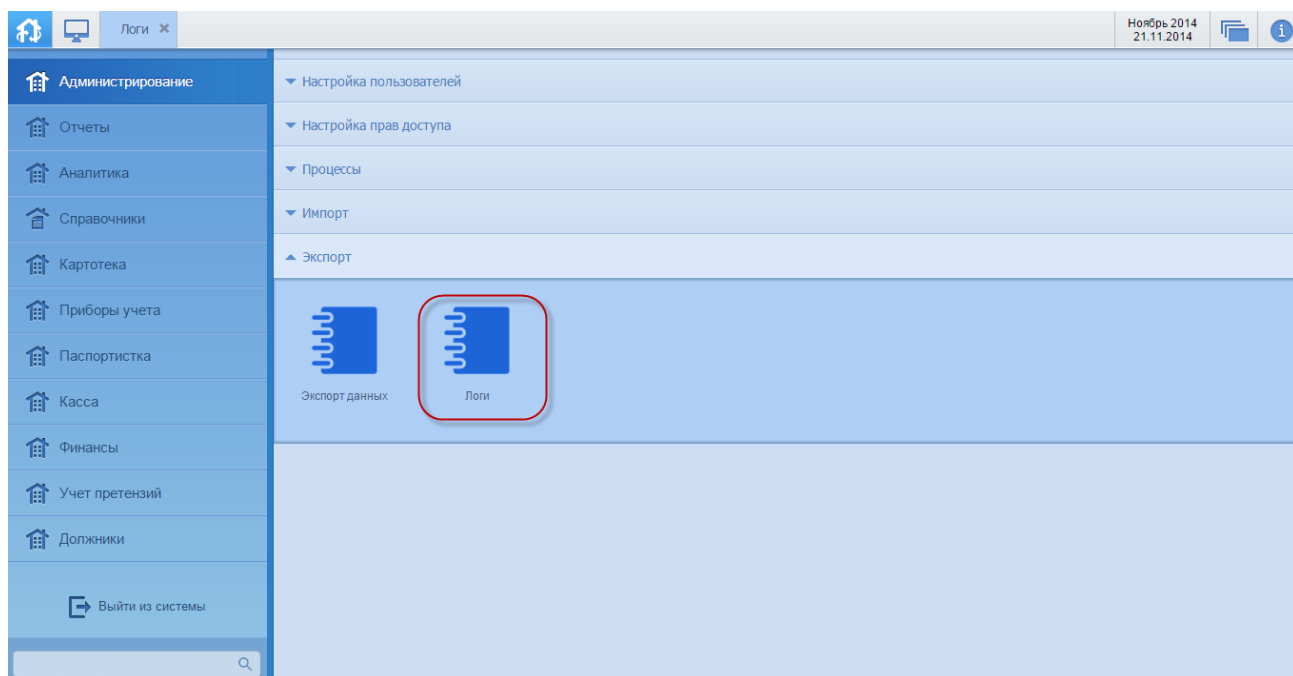 Логи
Ноябрь 2014
21.11.2014
Администрирование
Отчеты
Аналитика
Справочники
Картотека
Приборы учета
Паспортистка
Касса
Финансы
Учет претензий
Должники
Выйти из системы
Настройка пользователей
Настройка прав доступа
Процессы
Импорт
Экспорт
Экспорт данных
Логи